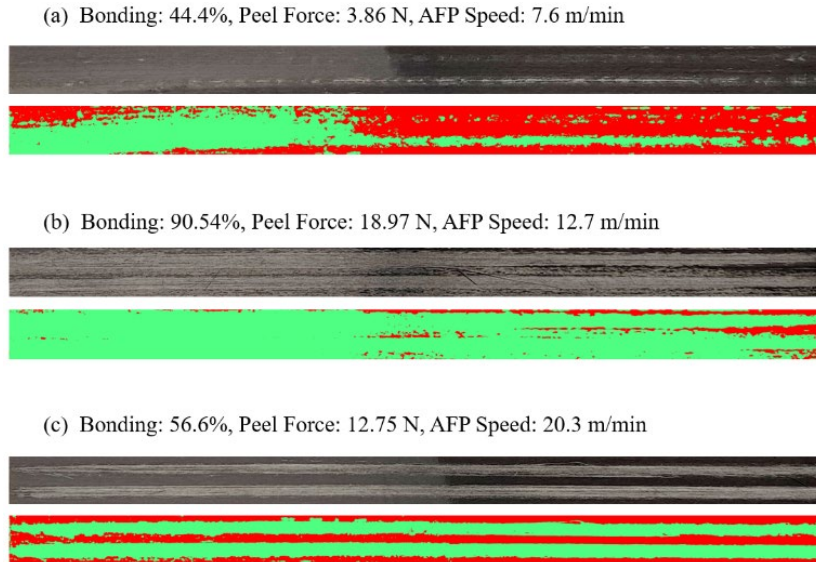 (a) Bonding: 44.4%, Peel Force: 3.86 N, AFP Speed: 7.6 m/min
(b) Bonding: 90.54%, Peel Force: 18.97 N, AFP Speed: 12.7 m/min
(c) Bonding: 56.6%, Peel Force: 12.75 N, AFP Speed: 20.3 m/min